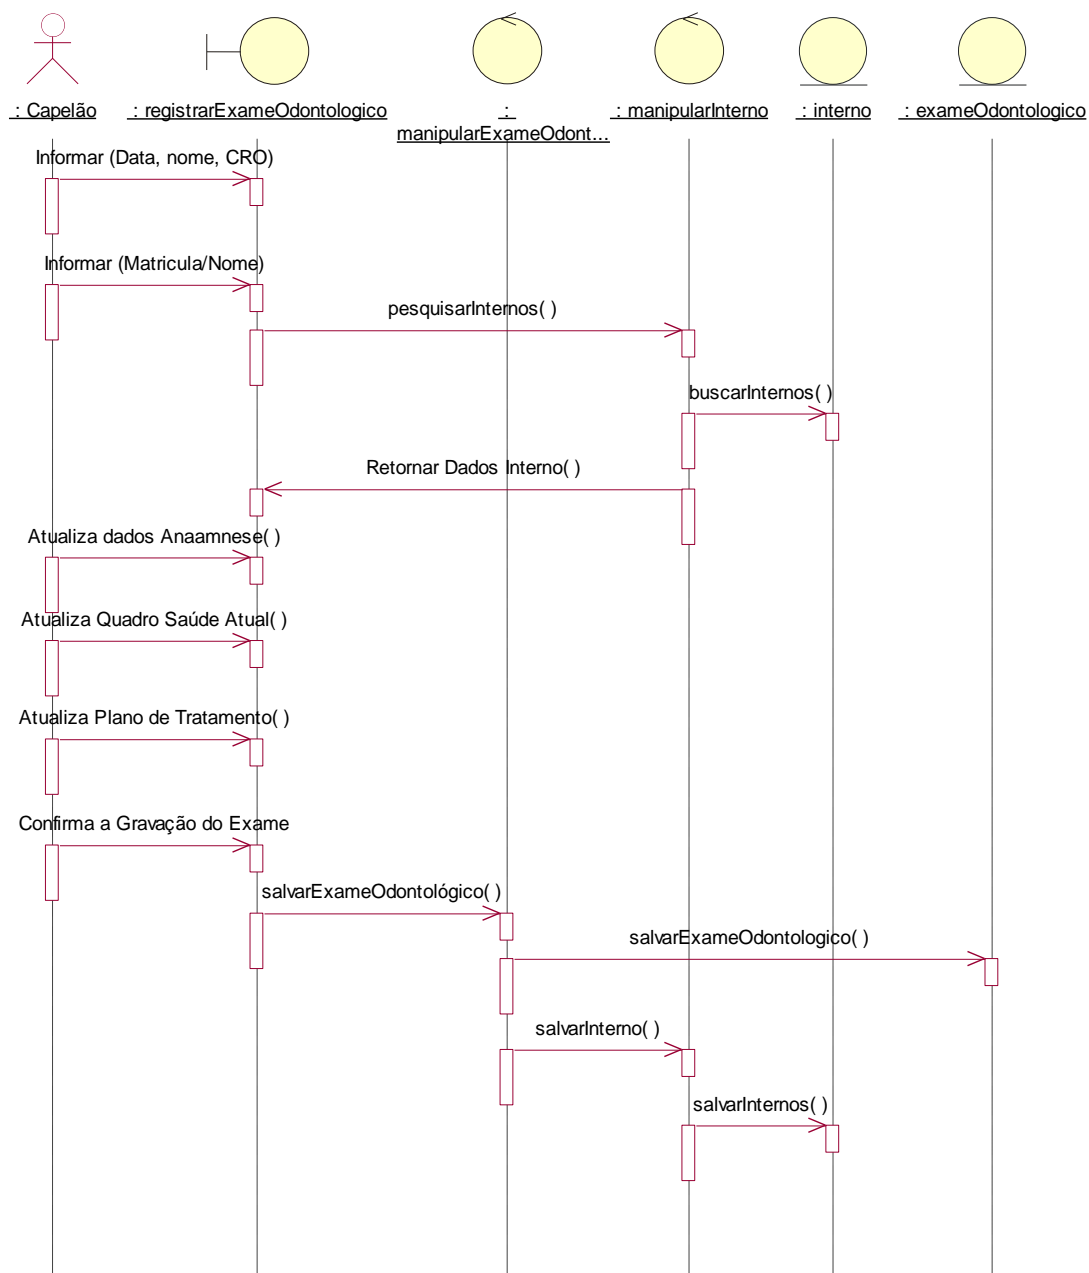 : Capelão
: registrarExameOdontologico
:
manipularExameOdont...
: manipularInterno
: interno
: exameOdontologico
Informar (Data, nome, CRO)
Informar (Matricula/Nome)
pesquisarInternos( )
buscarInternos( )
Retornar Dados Interno( )
Atualiza dados Anaamnese( )
Atualiza Quadro Saúde Atual( )
Atualiza Plano de Tratamento( )
Confirma a Gravação do Exame
salvarExameOdontológico( )
salvarExameOdontologico( )
salvarInterno( )
salvarInternos( )